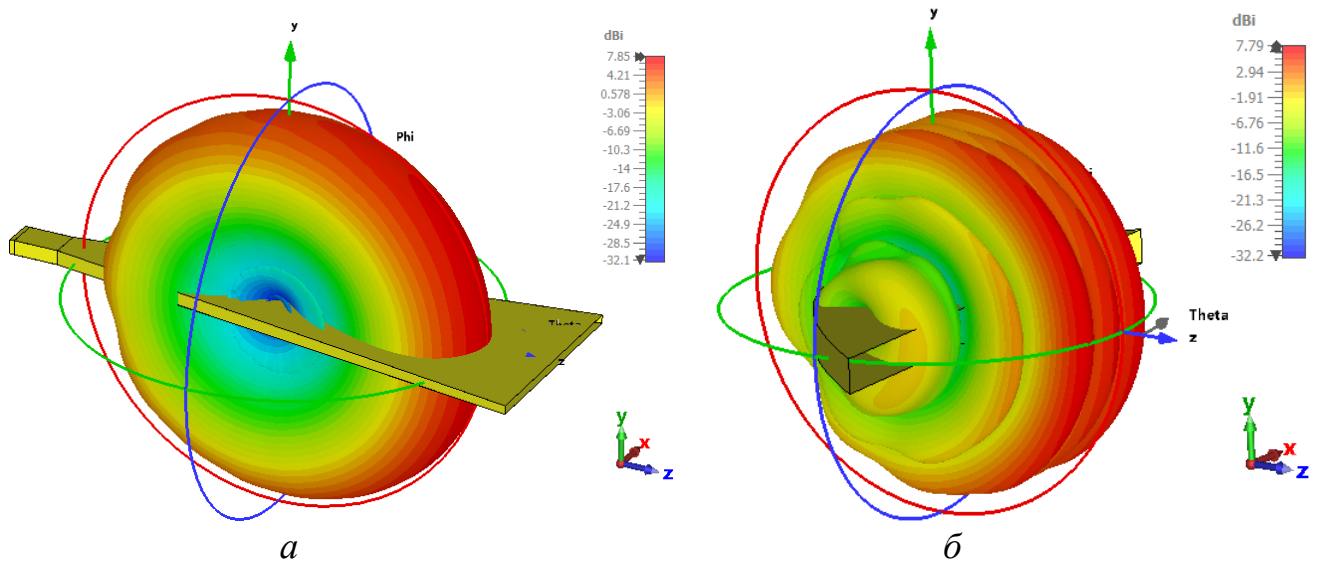 y
dBi
7.85
4.21
0.578
-3.06
-6.69
-10.3
-14
-17.6
-21.2
-24.9
-28.5
-32.1
Phi
z
y
x
z
а
y
dBi
7.79
2.94
-1.91
-6.76
-11.6
-16.5
-21.3
-26.2
-32.2
Theta
z
y
x
z
б